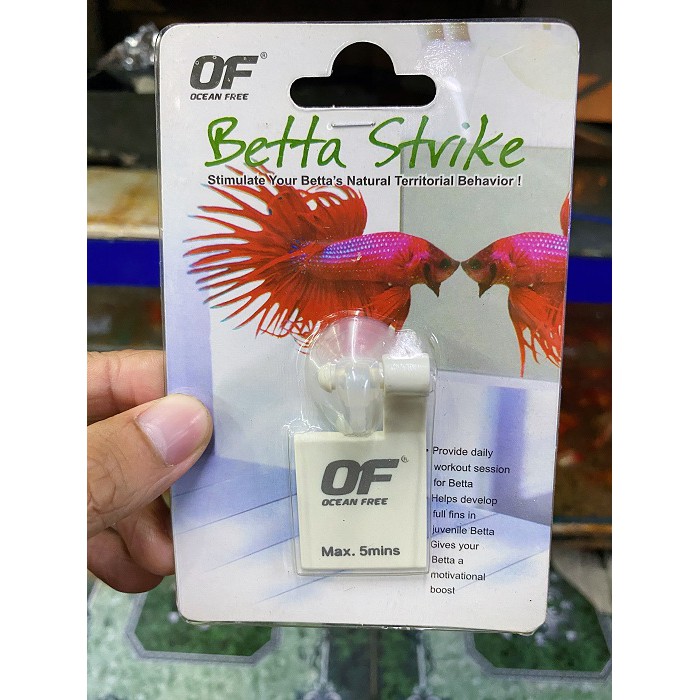 OF®
OCEAN FREE
Betta Strike
Stimulate Your Betta's Natural Territorial Behavior !
OF®
OCEAN FREE
Max. 5mins
• Provide daily
workout session
for Betta
Helps develop
full fins in
juvenile Betta
Gives your
Betta a
motivational
boost